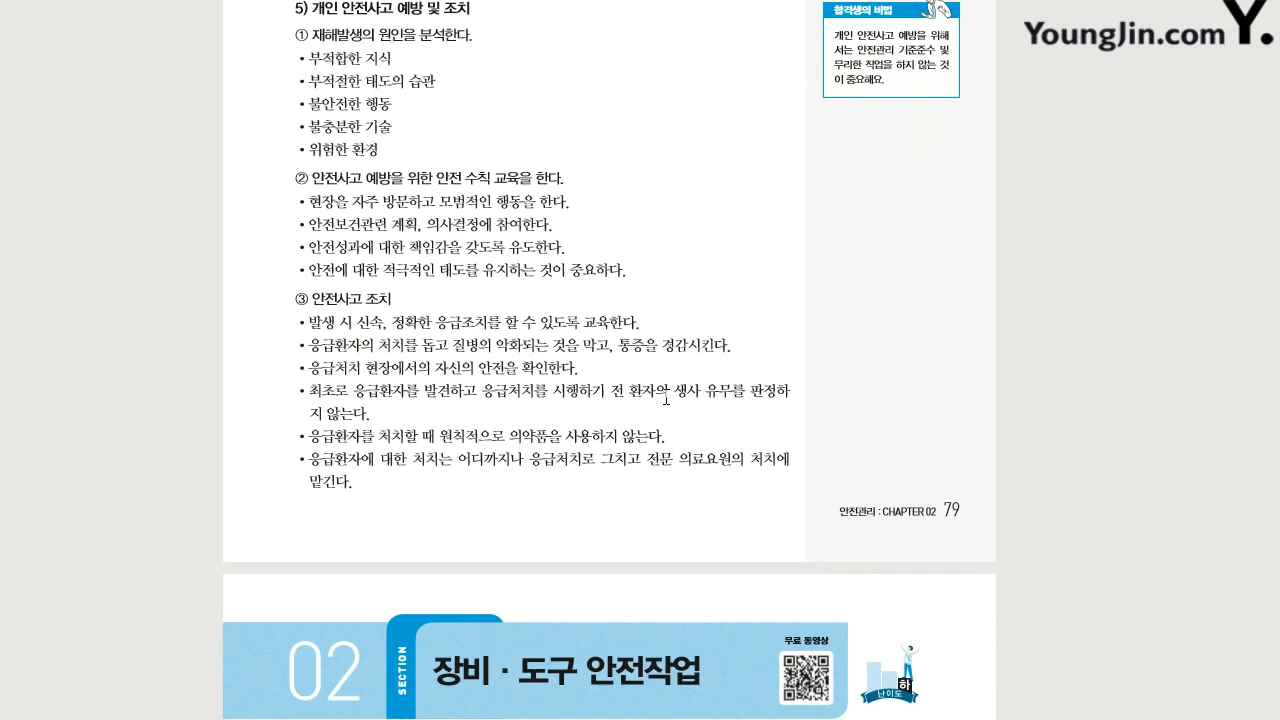 5) 개인 안전사고 예방 및 조치
① 재해발생의 원인을 분석한다.
• 부적합한 지식
• 부적절한 태도의 습관
• 불안전한 행동
• 불충분한 기술
• 위험한 환경
② 안전사고 예방을 위한 안전 수칙 교육을 한다.
• 현장을 자주 방문하고 모범적인 행동을 한다.
• 안전보건관련 계획, 의사결정에 참여한다.
• 안전성과에 대한 책임감을 갖도록 유도한다.
• 안전에 대한 적극적인 태도를 유지하는 것이 중요하다.
③ 안전사고 조치
• 발생 시 신속, 정확한 응급조치를 할 수 있도록 교육한다.
• 응급환자의 처치를 돕고 질병의 악화되는 것을 막고, 통증을 경감시킨다.
• 응급처치 현장에서의 자신의 안전을 확인한다.
• 최초로 응급환자를 발견하고 응급처치를 시행하기 전 환자의 생사 유무를 판정하
지 않는다.
• 응급환자를 처치할 때 원칙적으로 의약품을 사용하지 않는다.
• 응급환자에 대한 처치는 어디까지나 응급처치로 그치고 전문 의료요원의 처치에
맡긴다.
합격생의 비법
개인 안전사고 예방을 위해
서는 안전관리 기준준수 및
무리한 작업을 하지 않는 것
이 중요해요.
YoungJin.com Y.
안전관리 : CHAPTER 02 79
02
SECTION
장비 · 도구 안전작업
무료 동영상
하
난이도